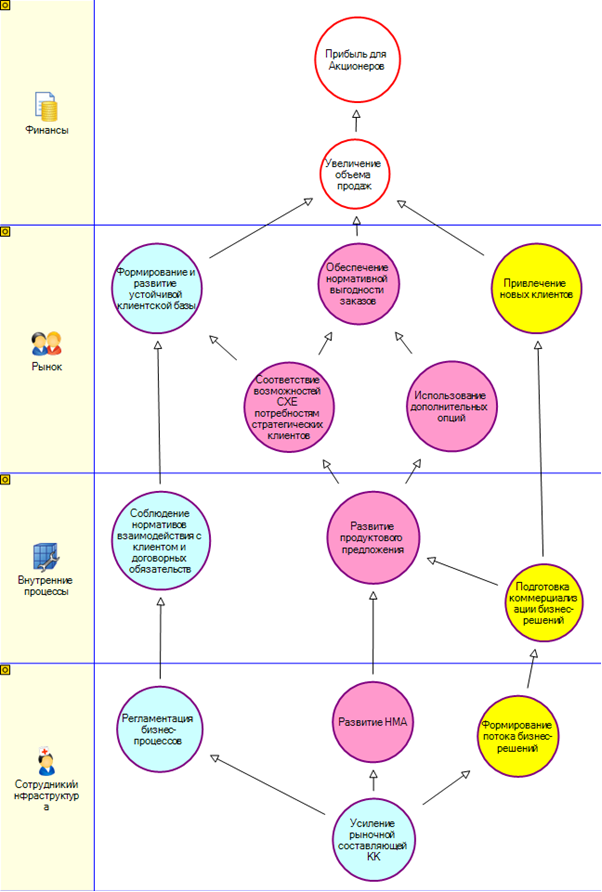 Финансы
Прибыль для
Акционеров
Увеличение
объема
продаж
Рынок
Формирование и
развитие
устойчивой
клиентской базы
Обеспечение
нормативной
выгодности
заказов
Привлечение
новых клиентов
Соответствие
возможностей
СХЕ
потребностям
стратегических
клиентов
Использование
дополнительных
опций
Внутренние
процессы
Соблюдение
нормативов
взаимодействия с
клиентом и
договорных
обязательств
Развитие
продуктового
предложения
Подготовка
коммерциализ
ации бизнес-
решений
Сотрудники/и
нфраструктур
а
Регламентация
бизнес-
процессов
Развитие НМА
Формирование
потока бизнес-
решений
Усиление
рыночной
составляющей
КК